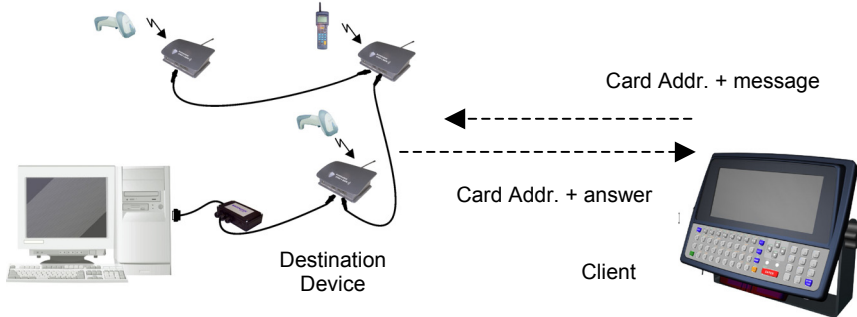 Card Addr. + message
Card Addr. + answer
Destination
Device
Client